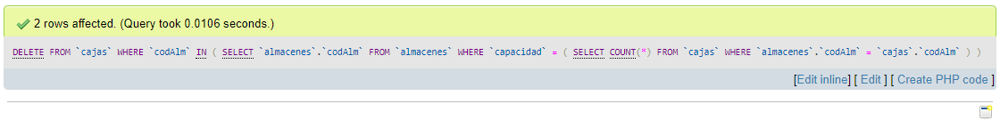 2 rows affected. (Query took 0.0106 seconds.)
DELETE FROM `cajas` WHERE `codAlm` IN ( SELECT `almacenes`.`codAlm` FROM `almacenes` WHERE `capacidad` = ( SELECT COUNT(*) FROM `cajas` WHERE `almacenes`.`codAlm` = `cajas`.`codAlm` ) )
[Edit inline] [ Edit ] [ Create PHP code ]